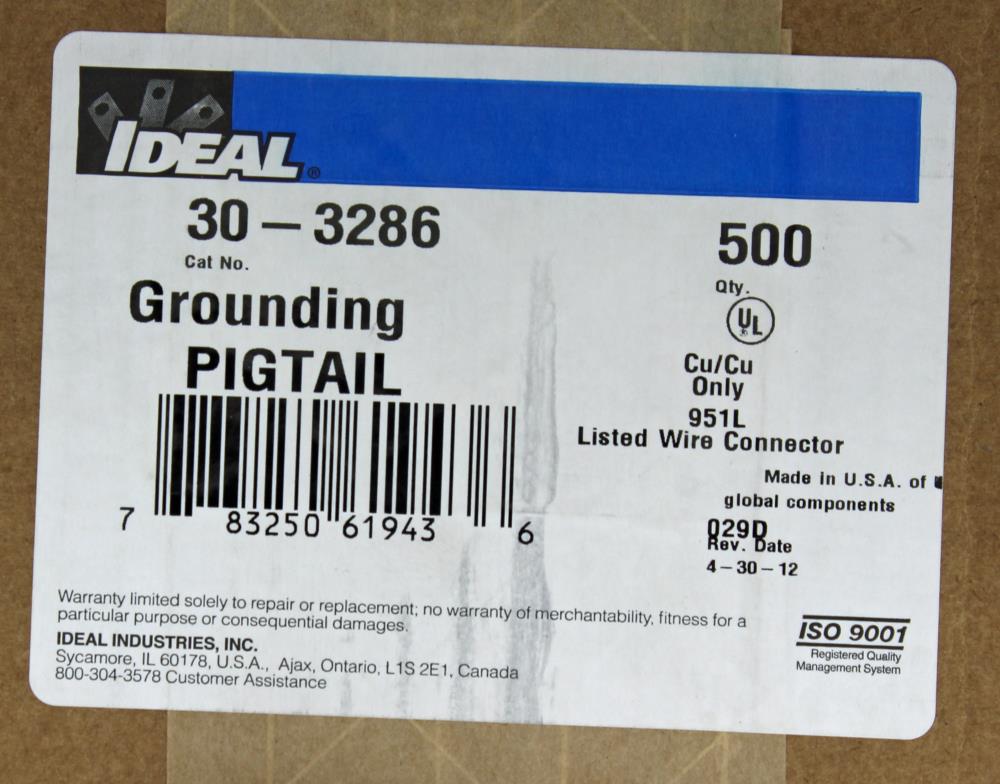 IDEAL®
30-3286
Cat No.
Grounding
PIGTAIL
7 83250 61943 6
500
Qty.
UL
Cu/Cu
Only
951L
Listed Wire Connector
Made in U.S.A. of
global components
029D
Rev. Date
4-30-12
Warranty limited solely to repair or replacement; no warranty of merchantability, fitness for a
particular purpose or consequential damages.
IDEAL INDUSTRIES, INC.
Sycamore, IL 60178, U.S.A., Ajax, Ontario, L1S 2E1, Canada
800-304-3578 Customer Assistance
ISO 9001
Registered Quality
Management System